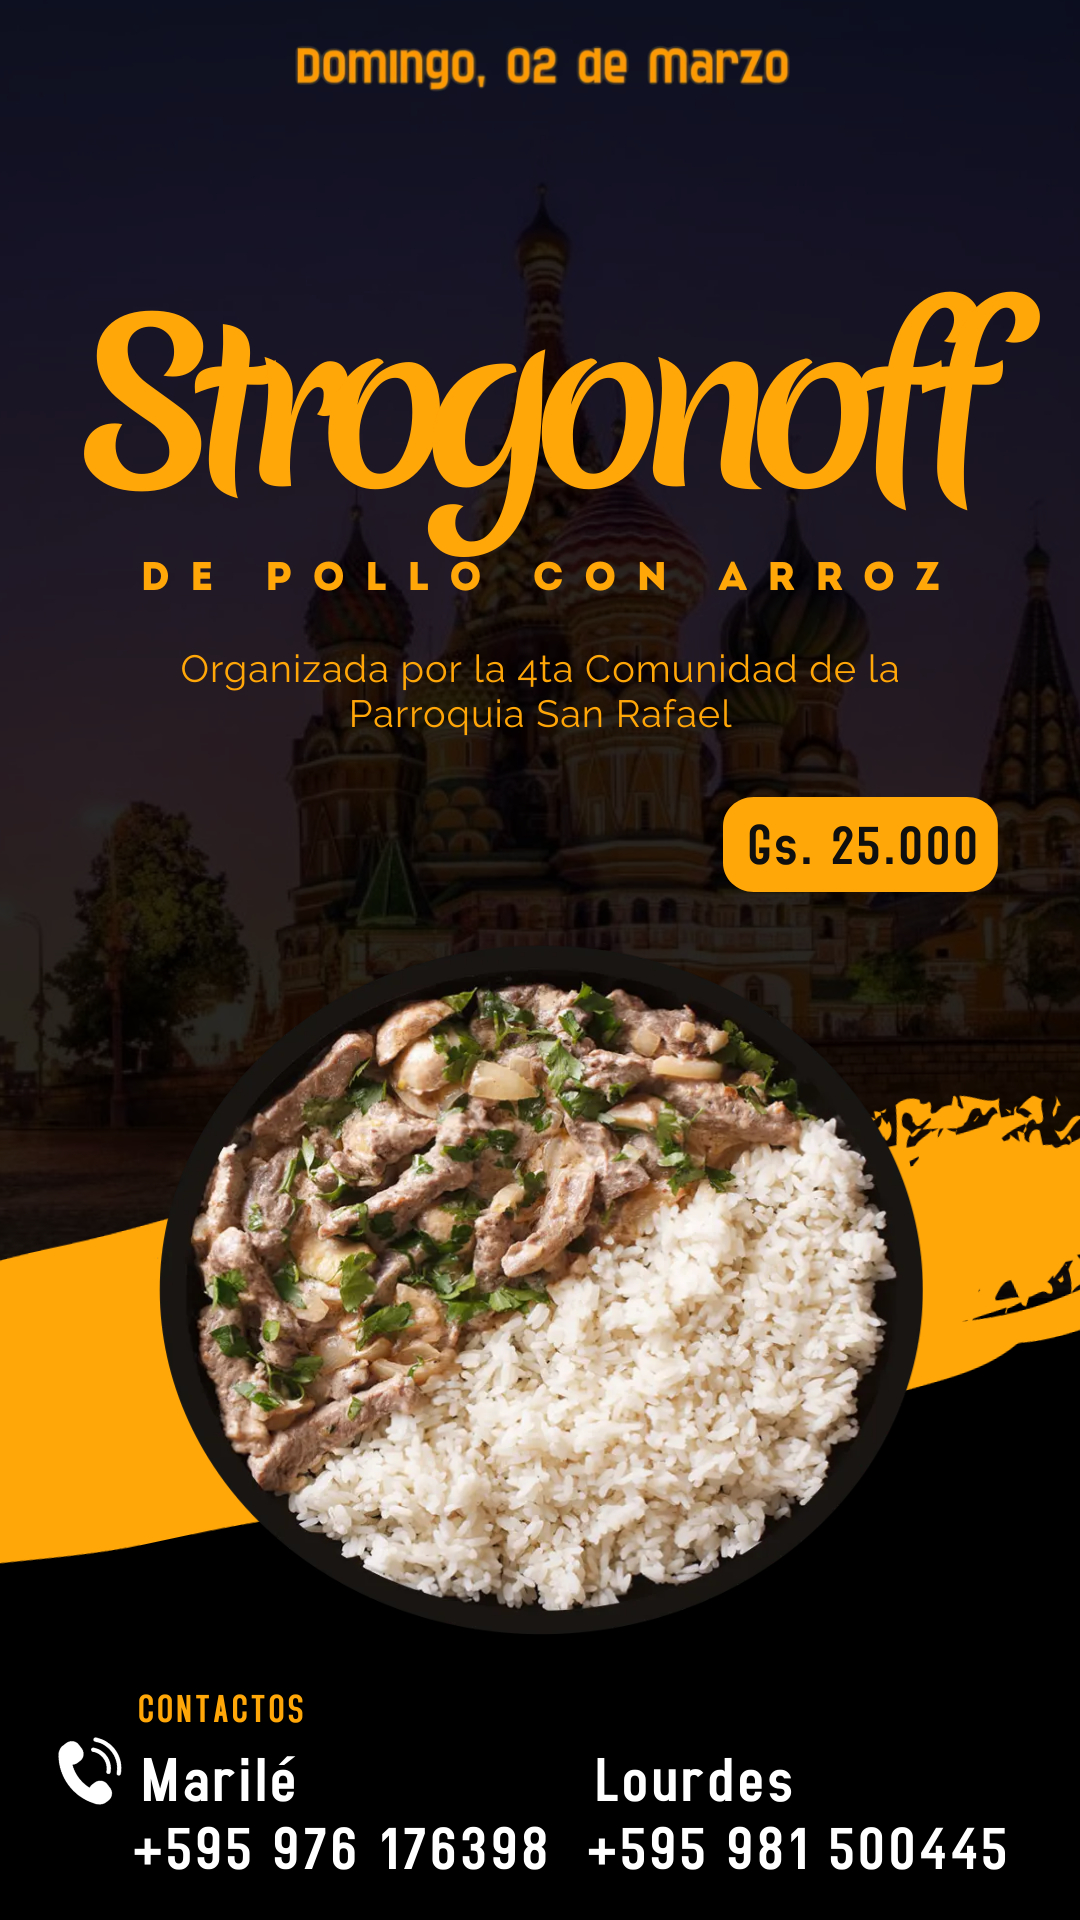 Domingo, 02 de Marzo
Strogonoff
DE POLLO CON ARROZ
Organizada por la 4ta Comunidad de la
Parroquia San Rafael
Gs. 25.000
CONTACTOS
Marilé
+595 976 176398
Lourdes
+595 981 500445